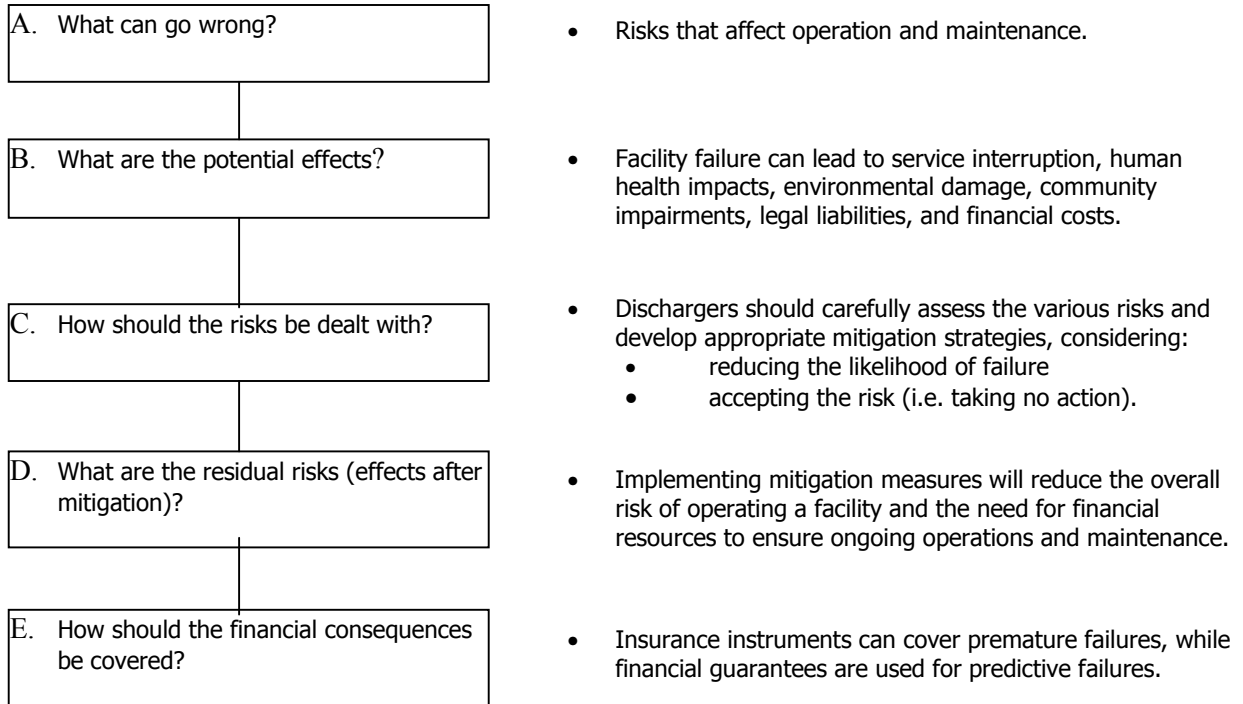 A. What can go wrong?
• Risks that affect operation and maintenance.
B. What are the potential effects?
• Facility failure can lead to service interruption, human
health impacts, environmental damage, community
impairments, legal liabilities, and financial costs.
C. How should the risks be dealt with?
• Dischargers should carefully assess the various risks and
develop appropriate mitigation strategies, considering:
• reducing the likelihood of failure
• accepting the risk (i.e. taking no action).
D. What are the residual risks (effects after
mitigation)?
• Implementing mitigation measures will reduce the overall
risk of operating a facility and the need for financial
resources to ensure ongoing operations and maintenance.
E. How should the financial consequences
be covered?
• Insurance instruments can cover premature failures, while
financial guarantees are used for predictive failures.